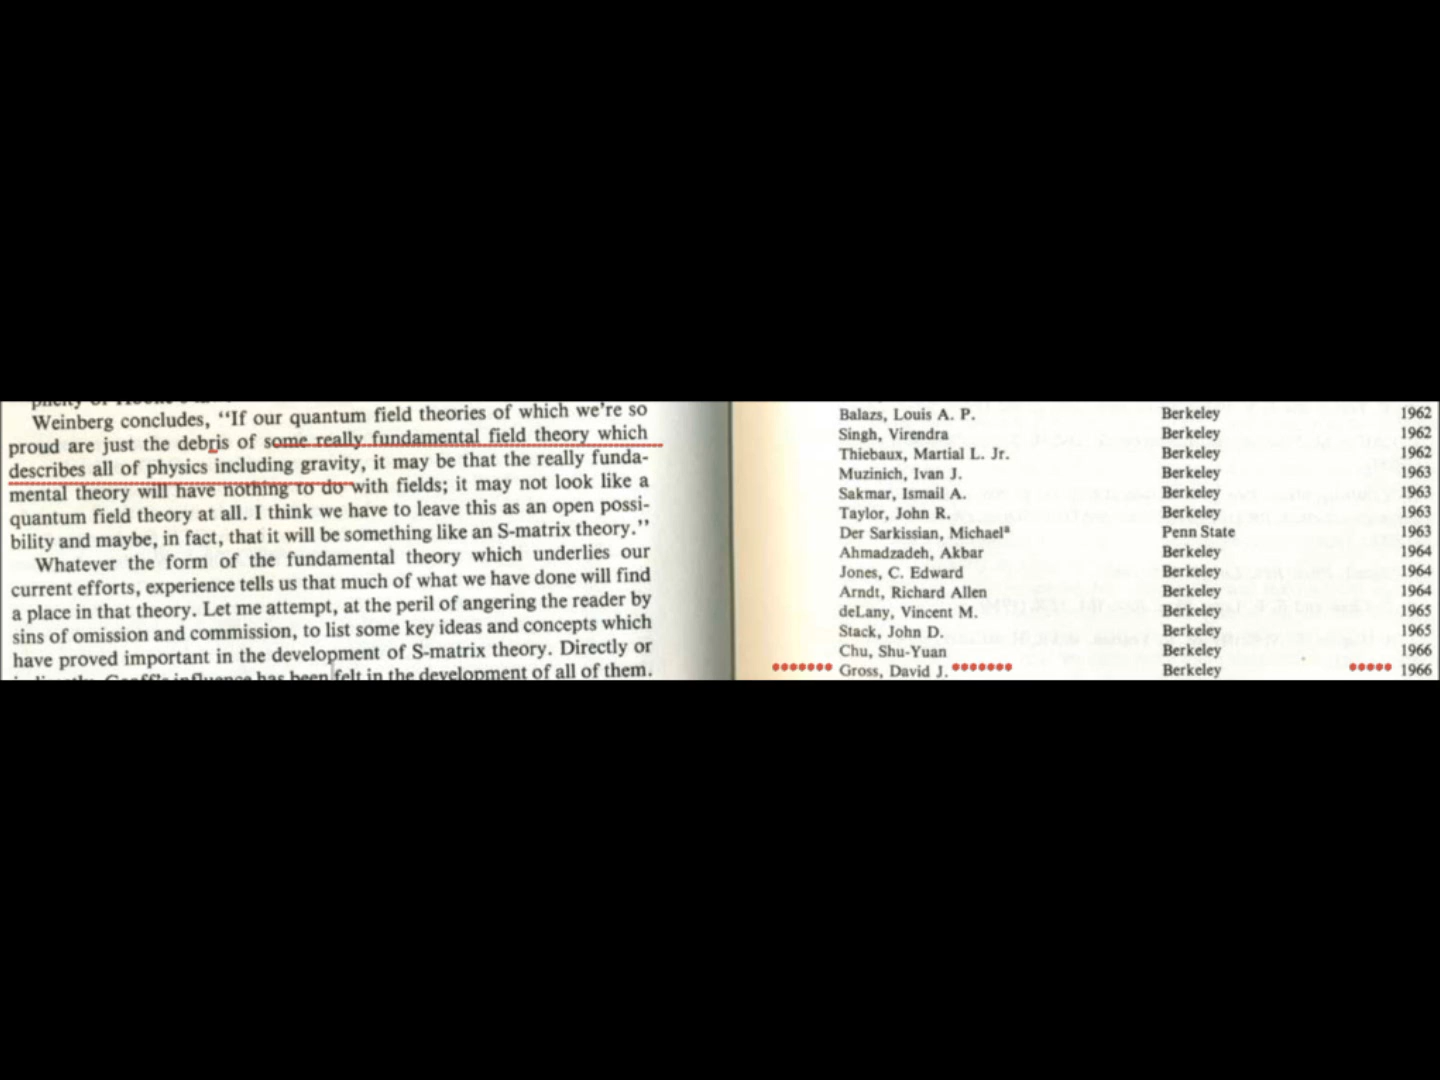 Weinberg concludes, "If our quantum field theories of which we're so
proud are just the debris of some really fundamental field theory which
describes all of physics including gravity, it may be that the really funda-
mental theory will have nothing to do with fields; it may not look like a
quantum field theory at all. I think we have to leave this as an open possi-
bility and maybe, in fact, that it will be something like an S-matrix theory."
Whatever the form of the fundamental theory which underlies our
current efforts, experience tells us that much of what we have done will find
a place in that theory. Let me attempt, at the peril of angering the reader by
sins of omission and commission, to list some key ideas and concepts which
have proved important in the development of S-matrix theory. Directly or
influence has been felt in the development of all of them.
Balazs, Louis A. P. Berkeley 1962
Singh, Virendra Berkeley 1962
Thiebaux, Martial L. Jr. Berkeley 1962
Muzinich, Ivan J. Berkeley 1963
Sakmar, Ismail A. Berkeley 1963
Taylor, John R. Berkeley 1963
Der Sarkissian, Michaelᵃ Penn State 1963
Ahmadzadeh, Akbar Berkeley 1964
Jones, C. Edward Berkeley 1964
Arndt, Richard Allen Berkeley 1964
deLany, Vincent M. Berkeley 1965
Stack, John D. Berkeley 1965
Chu, Shu-Yuan Berkeley 1966
Gross, David J. Berkeley 1966